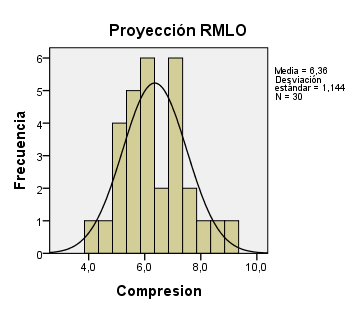 Proyección RMLO
Media = 6,36
Desviación
estándar = 1,144
N = 30
Frecuencia
6
5
4
3
2
1
0
4,0 6,0 8,0 10,0
Compresion